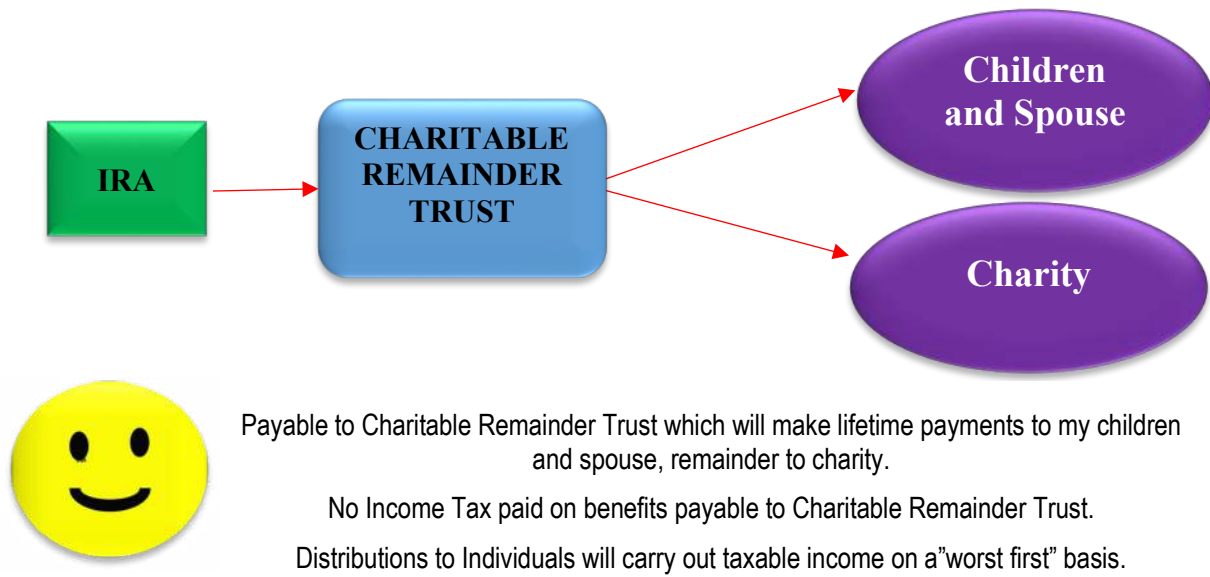 IRA
CHARITABLE
REMAINDER
TRUST
Children
and Spouse
Charity
Payable to Charitable Remainder Trust which will make lifetime payments to my children
and spouse, remainder to charity.
No Income Tax paid on benefits payable to Charitable Remainder Trust.
Distributions to Individuals will carry out taxable income on a”worst first” basis.